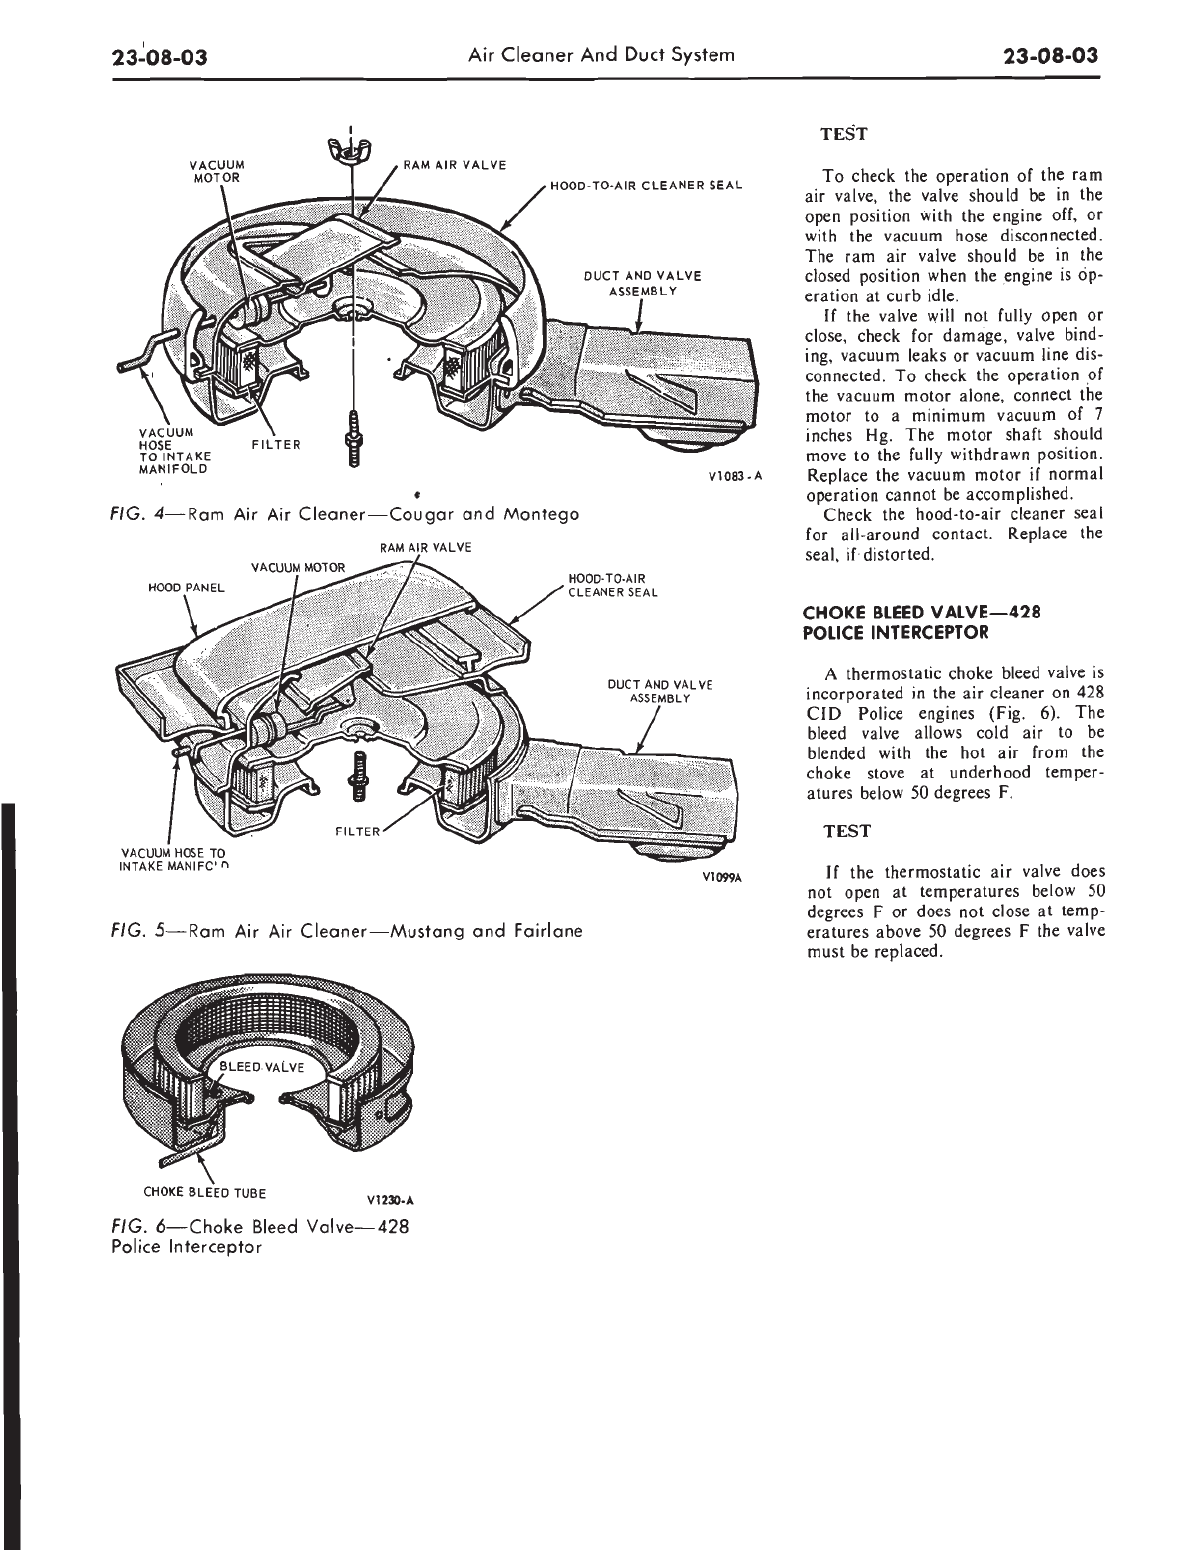 23-08-03
Air Cleaner And Duct System
23-08-03
VACUUM
MOTOR
RAM AIR VALVE
HOOD-TO-AIR CLEANER SEAL
DUCT AND VALVE
ASSEMBLY
VACUUM
HOSE
TO INTAKE
MANIFOLD
FILTER
V1083-A
FIG. 4—Ram Air Air Cleaner—Cougar and Montego
RAM AIR VALVE
VACUUM MOTOR
HOOD PANEL
HOOD-TO-AIR
CLEANER SEAL
DUCT AND VALVE
ASSEMBLY
FILTER
VACUUM HOSE TO
INTAKE
V1099A
FIG. 5—Ram Air Air Cleaner—Mustang and Fairlane
BLEED VALVE
CHOKE BLEED TUBE
V1230-A
FIG. 6—Choke Bleed Valve—428
Police Interceptor
TEST
To check the operation of the ram
air valve, the valve should be in the
open position with the engine off, or
with the vacuum hose disconnected.
The ram air valve should be in the
closed position when the engine is op-
eration at curb idle.
If the valve will not fully open or
close, check for damage, valve bind-
ing, vacuum leaks or vacuum line dis-
connected. To check the operation of
the vacuum motor alone, connect the
motor to a minimum vacuum of 7
inches Hg. The motor shaft should
move to the fully withdrawn position.
Replace the vacuum motor if normal
operation cannot be accomplished.
Check the hood-to-air cleaner seal
for all-around contact. Replace the
seal, if distorted.
CHOKE BLEED VALVE—428
POLICE INTERCEPTOR
A thermostatic choke bleed valve is
incorporated in the air cleaner on 428
CID Police engines (Fig. 6). The
bleed valve allows cold air to be
blended with the hot air from the
choke stove at underhood temper-
atures below 50 degrees F.
TEST
If the thermostatic air valve does
not open at temperatures below 50
degrees F or does not close at temp-
eratures above 50 degrees F the valve
must be replaced.